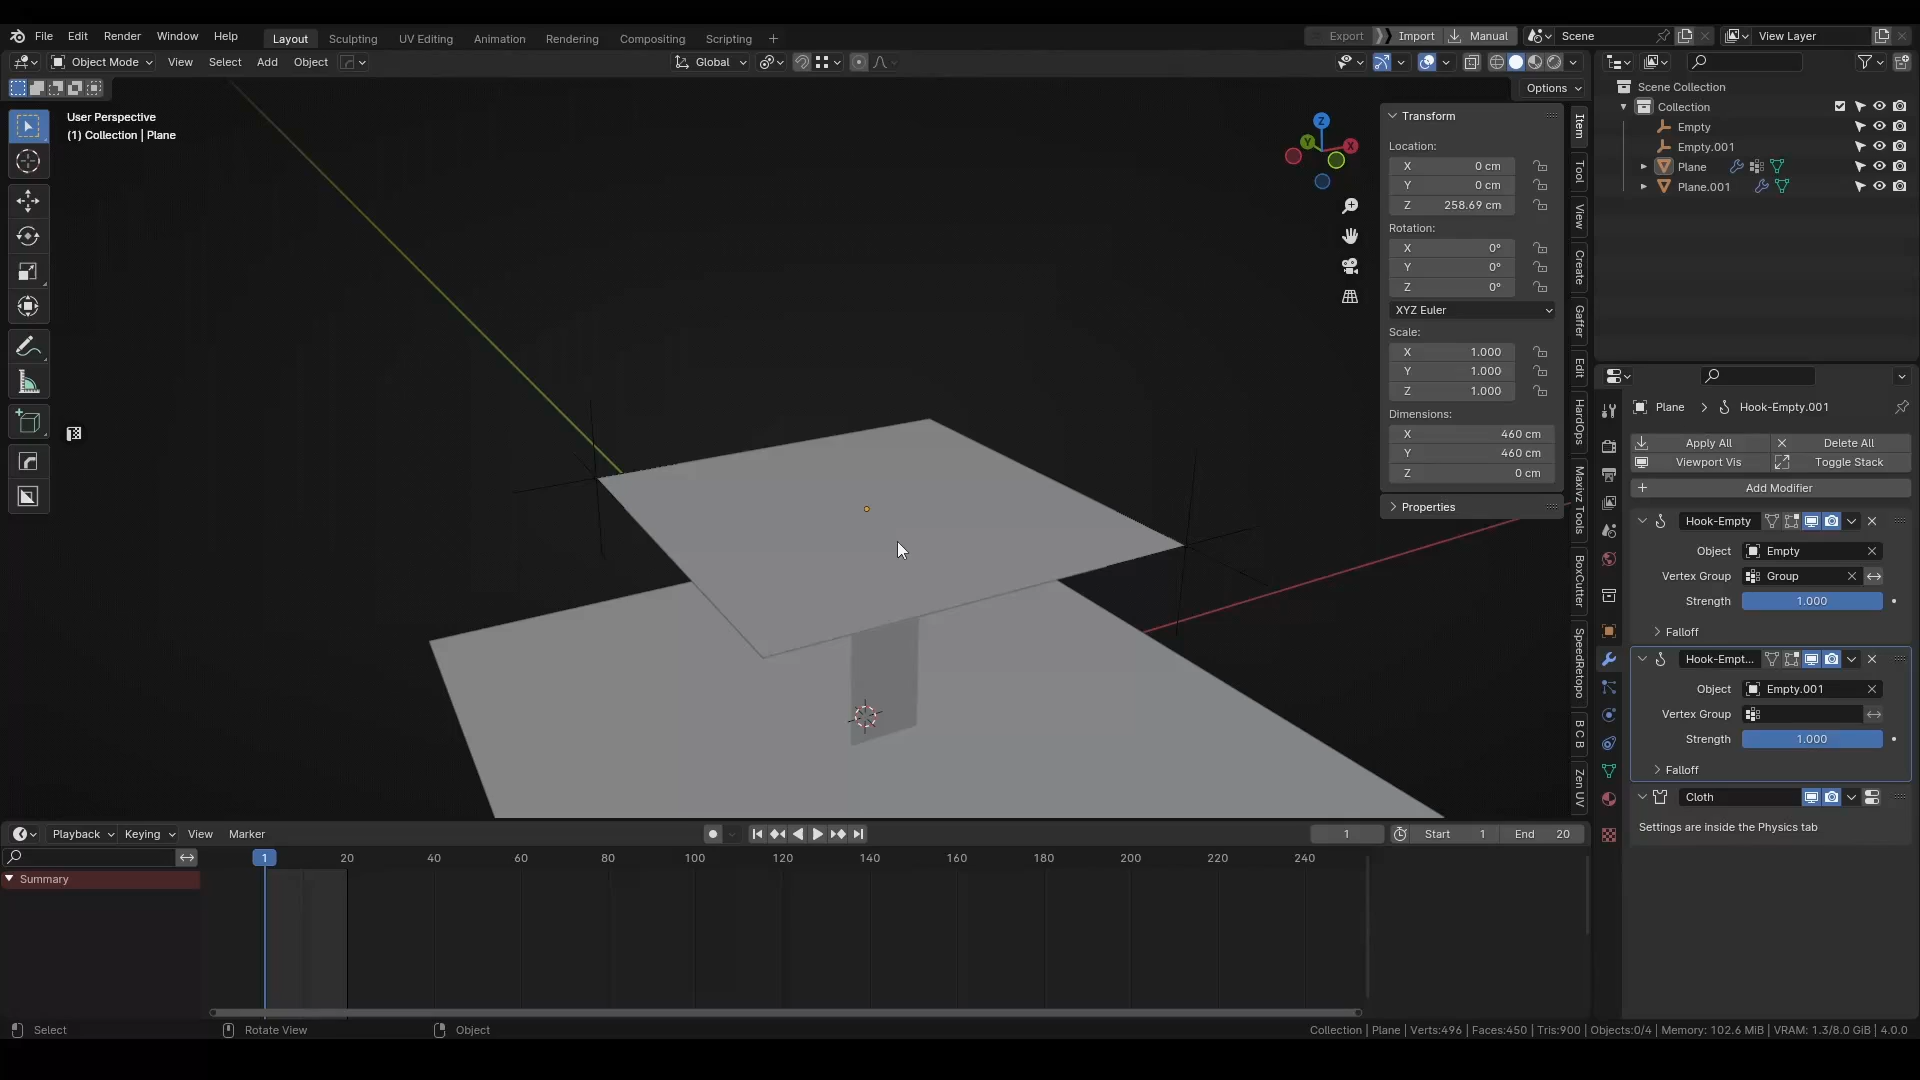 File Edit Render Window Help Layout Sculpting UV Editing Animation Rendering Compositing Scripting + Export Import Manual Scene View Layer
Object Mode View Select Add Object Global
Options
User Perspective
(1) Collection | Plane
Z
Y
X
Transform
Location:
X 0 cm
Y 0 cm
Z 258.69 cm
Rotation:
X 0°
Y 0°
Z 0°
XYZ Euler
Scale:
X 1.000
Y 1.000
Z 1.000
Dimensions:
X 460 cm
Y 460 cm
Z 0 cm
Properties
Item
Tool
View
Create
Gaffer
Edit
HardOps
Maxivz Tools
BoxCutter
SpeedRetopo
B C B
Zen UV
Scene Collection
Collection
Empty
Empty.001
Plane
Plane.001
Plane > Hook-Empty.001
Apply All Delete All
Viewport Vis Toggle Stack
Add Modifier
Hook-Empty
Object Empty
Vertex Group Group
Strength 1.000
Falloff
Hook-Empt...
Object Empty.001
Vertex Group
Strength 1.000
Falloff
Cloth
Settings are inside the Physics tab
Playback Keying View Marker 1 Start 1 End 20
1 20 40 60 80 100 120 140 160 180 200 220 240
Summary
Select Rotate View Object Collection | Plane | Verts:496 | Faces:450 | Tris:900 | Objects:0/4 | Memory: 102.6 MiB | VRAM: 1.3/8.0 GiB | 4.0.0